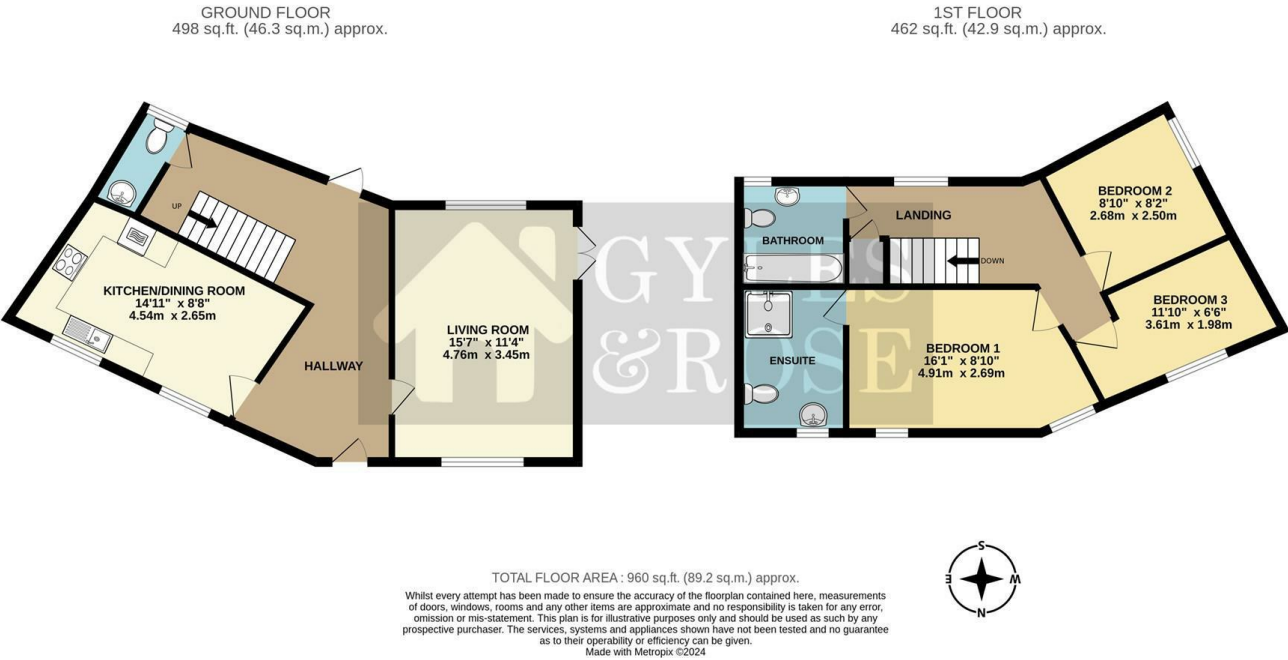 GROUND FLOOR
498 sq.ft. (46.3 sq.m.) approx.
1ST FLOOR
462 sq.ft. (42.9 sq.m.) approx.
UP
KITCHEN/DINING ROOM
14'11" x 8'8"
4.54m x 2.65m
HALLWAY
LIVING ROOM
15'7" x 11'4"
4.76m x 3.45m
GYLES
&ROSE
BATHROOM
LANDING
DOWN
BEDROOM 2
8'10" x 8'2"
2.68m x 2.50m
BEDROOM 3
11'10" x 6'6"
3.61m x 1.98m
ENSUITE
BEDROOM 1
16'1" x 8'10"
4.91m x 2.69m
S
E
W
N
TOTAL FLOOR AREA : 960 sq.ft. (89.2 sq.m.) approx.
Whilst every attempt has been made to ensure the accuracy of the floorplan contained here, measurements
of doors, windows, rooms and any other items are approximate and no responsibility is taken for any error,
omission or mis-statement. This plan is for illustrative purposes only and should be used as such by any
prospective purchaser. The services, systems and appliances shown have not been tested and no guarantee
as to their operability or efficiency can be given.
Made with Metropix ©2024